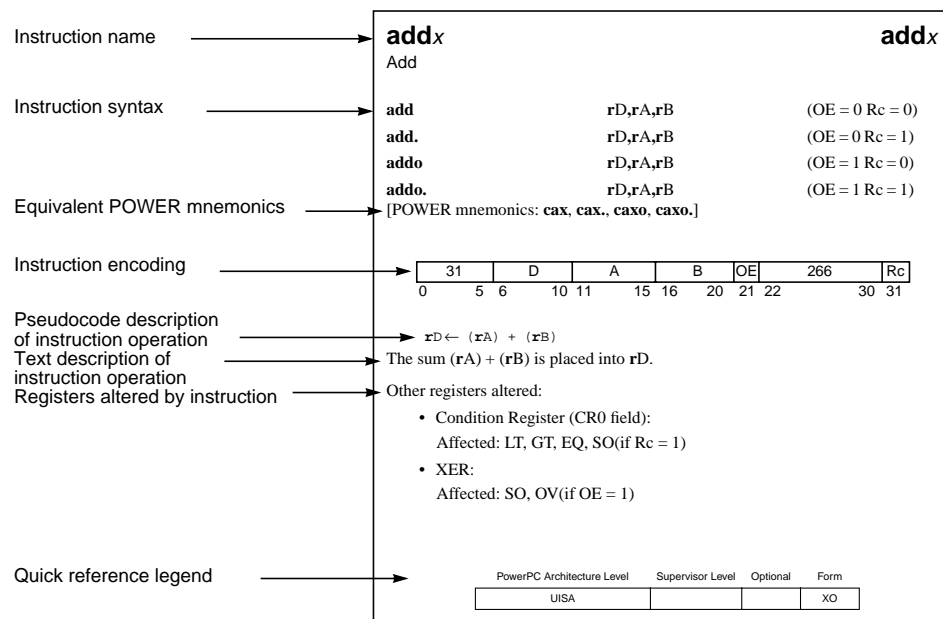 Instruction name
addx addx
Add
Instruction syntax
add rD,rA,rB (OE = 0 Rc = 0)
add. rD,rA,rB (OE = 0 Rc = 1)
addo rD,rA,rB (OE = 1 Rc = 0)
addo. rD,rA,rB (OE = 1 Rc = 1)
Equivalent POWER mnemonics
[POWER mnemonics: cax, cax., caxo, caxo.]
Instruction encoding
31 D A B OE 266 Rc
0 5 6 10 11 15 16 20 21 22 30 31
Pseudocode description
of instruction operation
rD← (rA) + (rB)
Text description of
instruction operation
The sum (rA) + (rB) is placed into rD.
Registers altered by instruction
Other registers altered:
• Condition Register (CR0 field):
Affected: LT, GT, EQ, SO(if Rc = 1)
• XER:
Affected: SO, OV(if OE = 1)
Quick reference legend
PowerPC Architecture Level Supervisor Level Optional Form
UISA XO